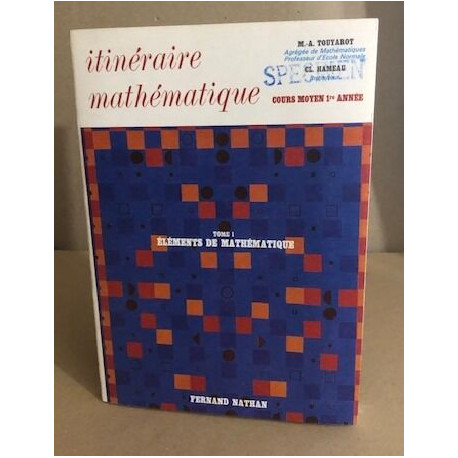 itinéraire
mathématique
M.-A. TOUYAROT
Agrégée de Mathématiques
Professeur d'École Normale
CL. HAMEAU
SPECIMEN
COURS MOYEN 1re ANNÉE
TOME 1
ÉLÉMENTS DE MATHÉMATIQUE
FERNAND NATHAN